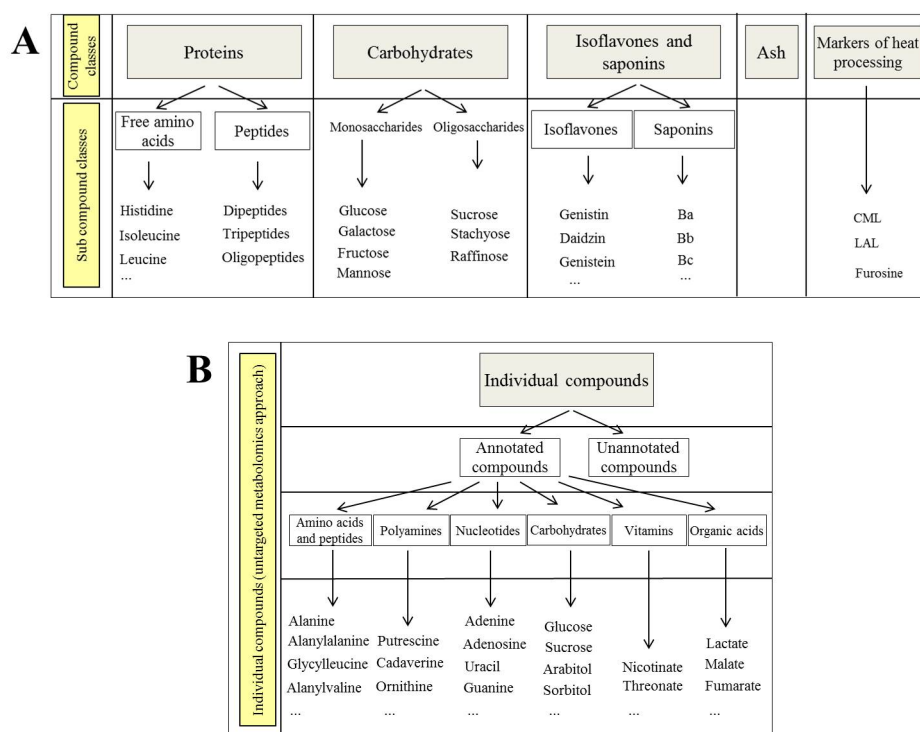 A
Compound
classes
Proteins
Carbohydrates
Isoflavones and
saponins
Ash
Markers of heat
processing
Sub compound classes
Free amino
acids
Peptides
Monosaccharides
Oligosaccharides
Isoflavones
Saponins
Histidine
Isoleucine
Leucine
...
Dipeptides
Tripeptides
Oligopeptides
Glucose
Galactose
Fructose
Mannose
Sucrose
Stachyose
Raffinose
Genistin
Daidzin
Genistein
...
Ba
Bb
Bc
...
CML
LAL
Furosine
B
Individual compounds (untargeted metabolomics approach)
Individual compounds
Annotated
compounds
Unannotated
compounds
Amino acids
and peptides
Polyamines
Nucleotides
Carbohydrates
Vitamins
Organic acids
Alanine
Alanylalanine
Glycylleucine
Alanylvaline
...
Putrescine
Cadaverine
Ornithine
...
Adenine
Adenosine
Uracil
Guanine
...
Glucose
Sucrose
Arabitol
Sorbitol
...
Nicotinate
Threonate
...
Lactate
Malate
Fumarate
...